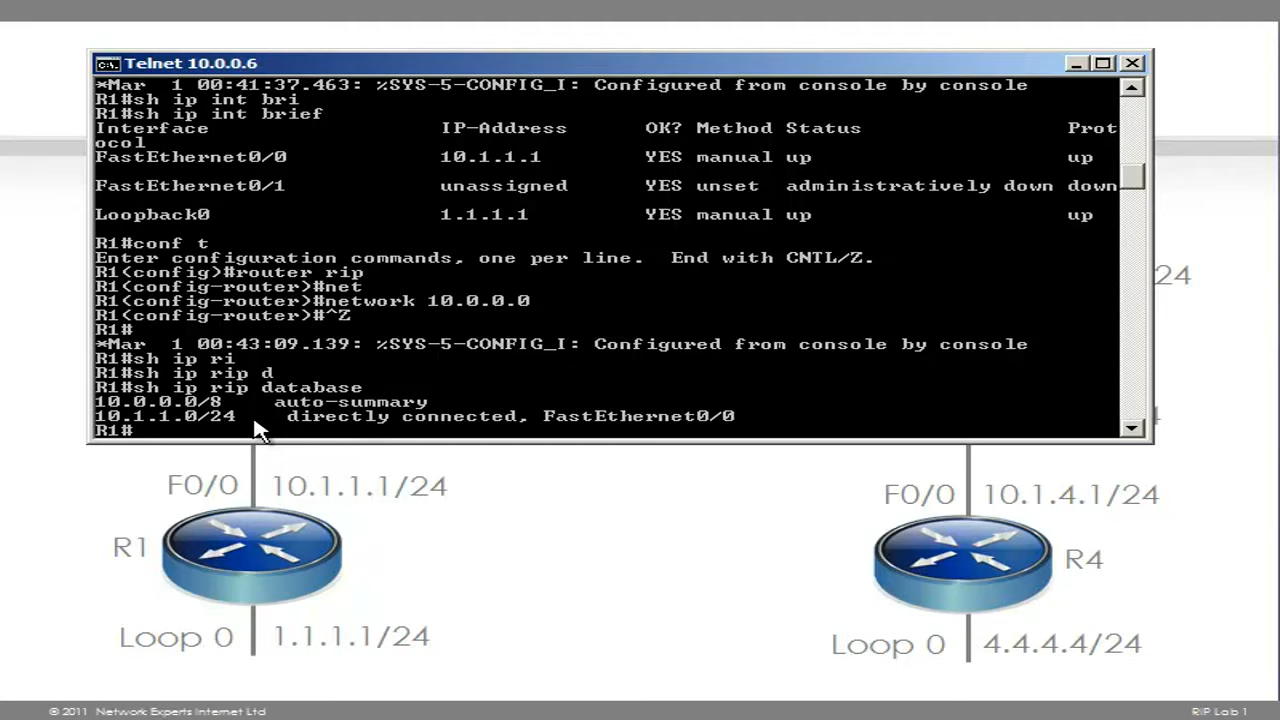 Telnet 10.0.0.6
*Mar  1 00:41:37.463: %SYS-5-CONFIG_I: Configured from console by console
R1#sh ip int bri
R1#sh ip int brief
Interface                  IP-Address      OK? Method Status                Prot
ocol
FastEthernet0/0            10.1.1.1        YES manual up                    up
FastEthernet0/1            unassigned      YES unset  administratively down down
Loopback0                  1.1.1.1         YES manual up                    up
R1#conf t
Enter configuration commands, one per line.  End with CNTL/Z.
R1(config)#router rip
R1(config-router)#net
R1(config-router)#network 10.0.0.0
R1(config-router)#^Z
R1#
*Mar  1 00:43:09.139: %SYS-5-CONFIG_I: Configured from console by console
R1#sh ip ri
R1#sh ip rip d
R1#sh ip rip database
10.0.0.0/8    auto-summary
10.1.1.0/24    directly connected, FastEthernet0/0
R1#
24
F0/0 10.1.1.1/24
F0/0 10.1.4.1/24
R1
R4
Loop 0 1.1.1.1/24
Loop 0 4.4.4.4/24
© 2011 Network Experts Internet Ltd
RIP Lab 1